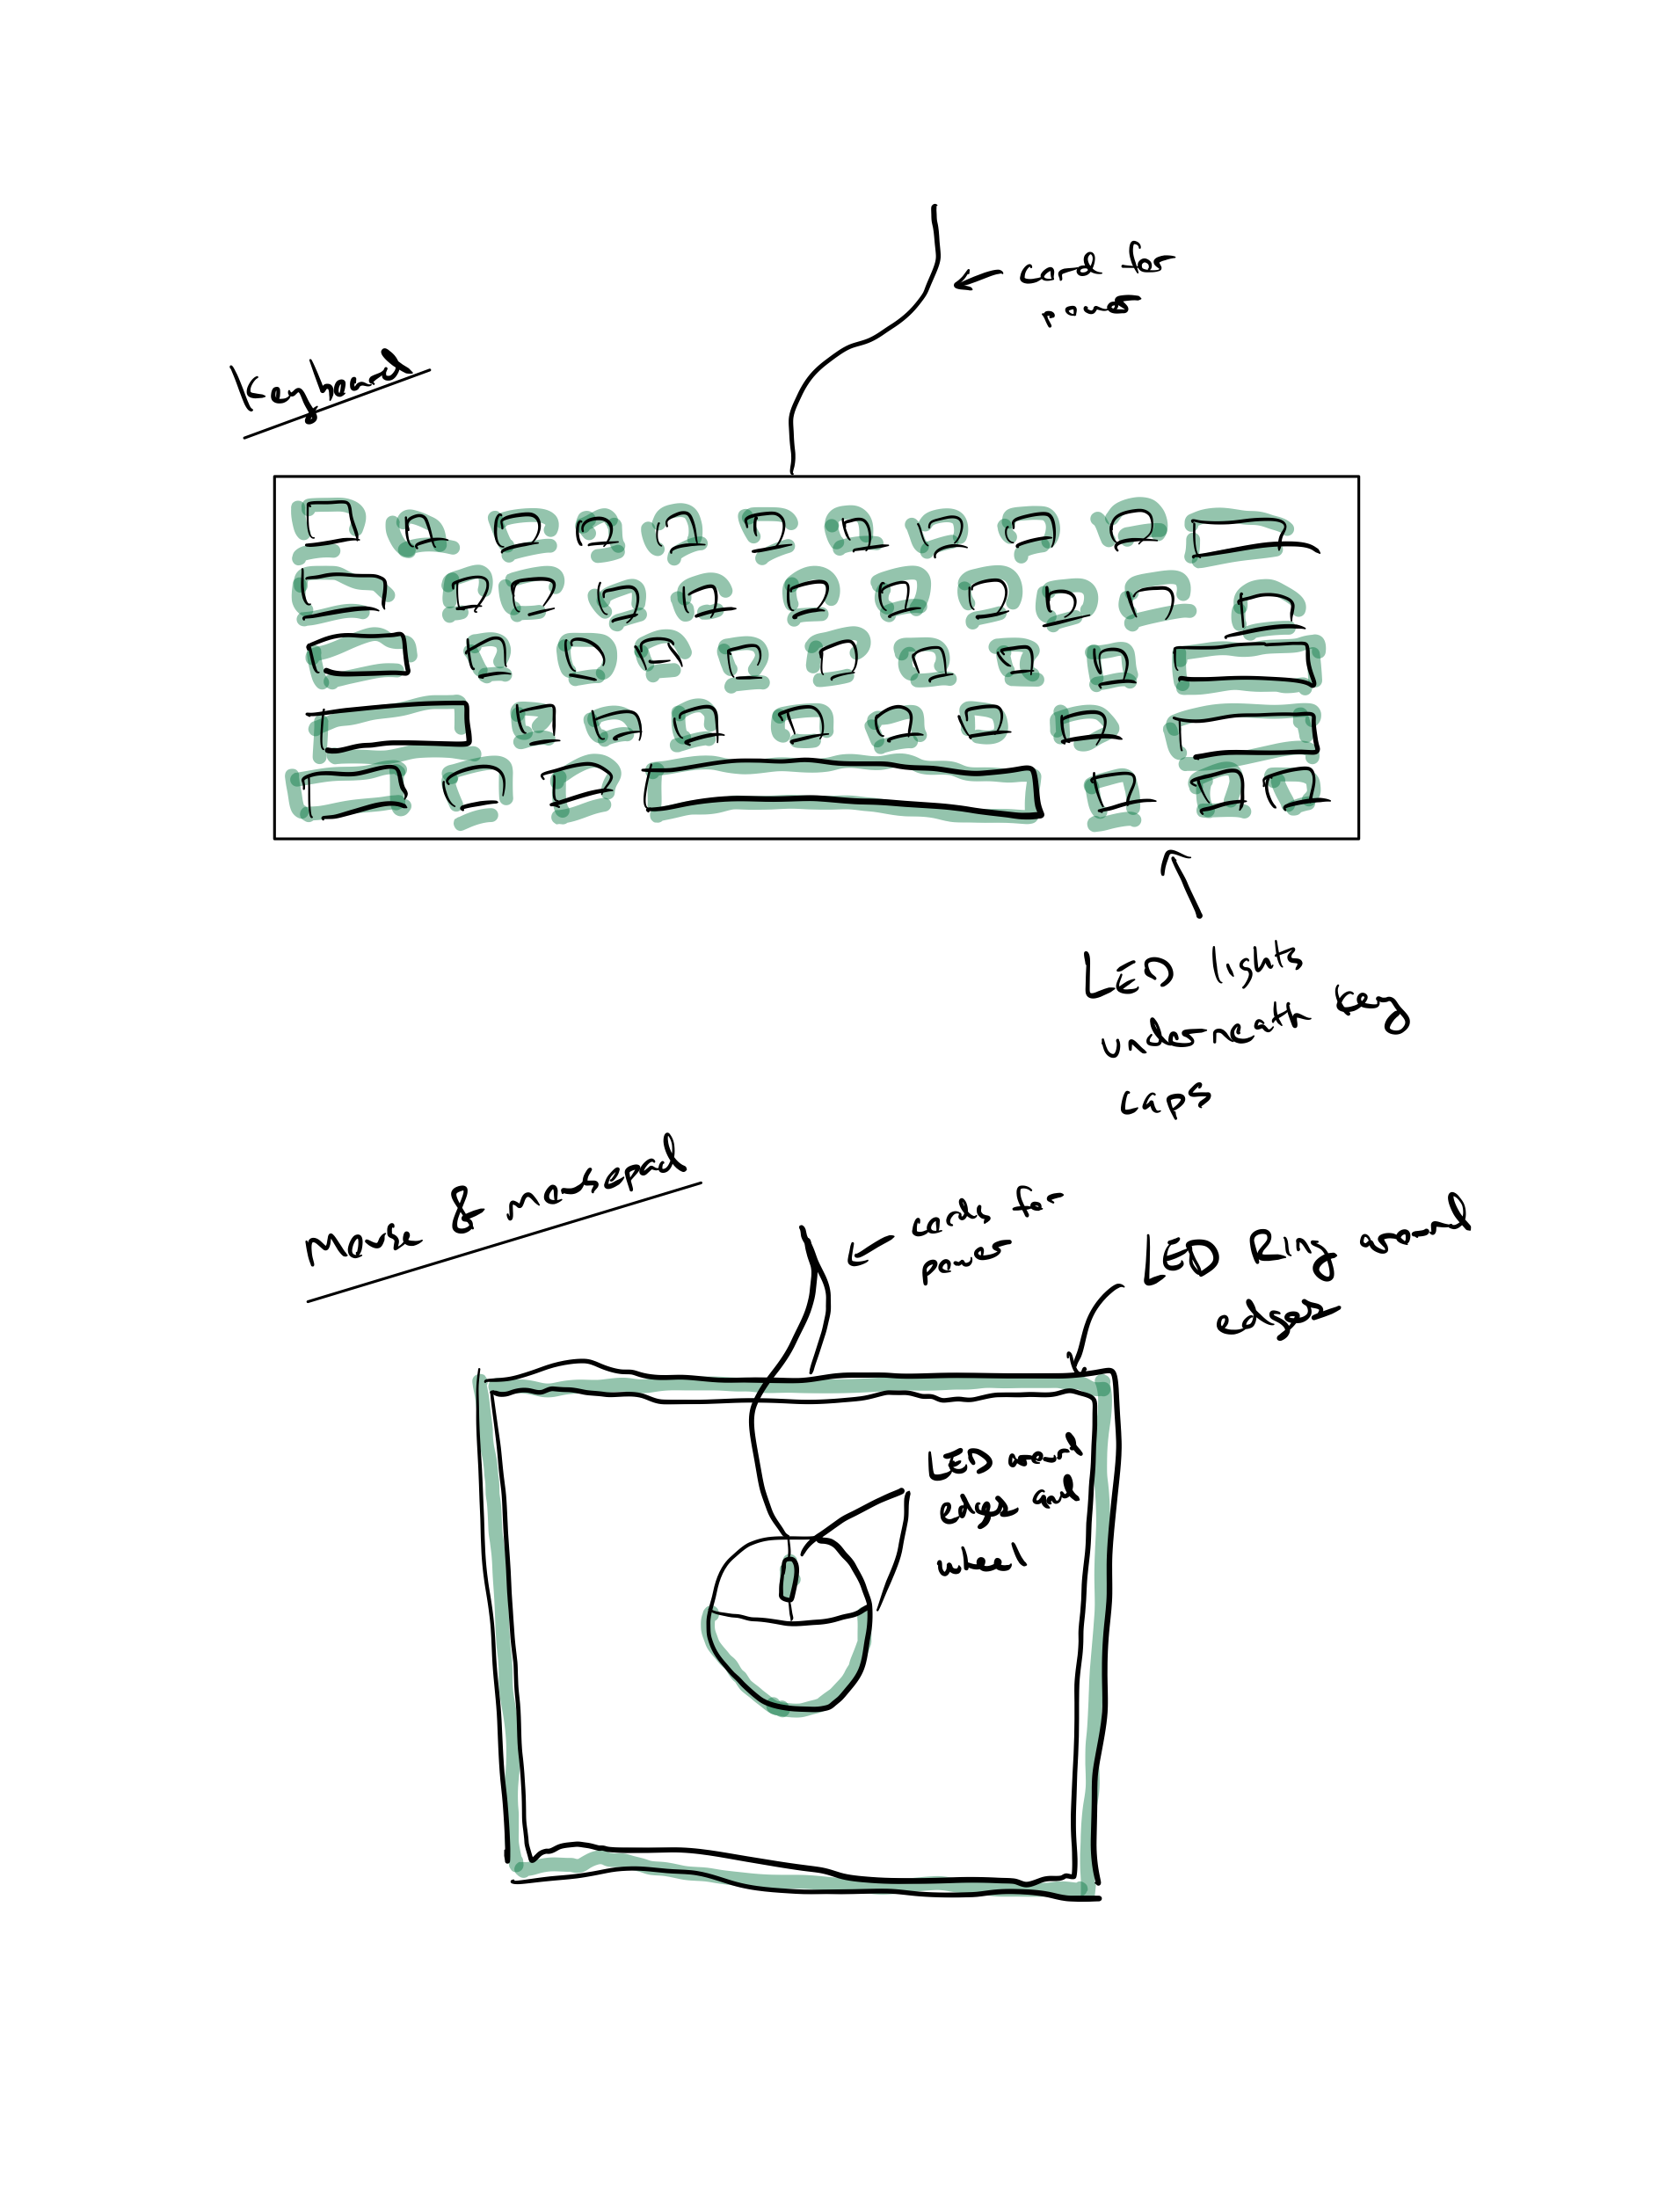 cord for
power
Keyboard
LED lights
underneath key
caps
Mouse & mousepad
cords for
power
LED Ring around
edges
LED around
edges and
wheel